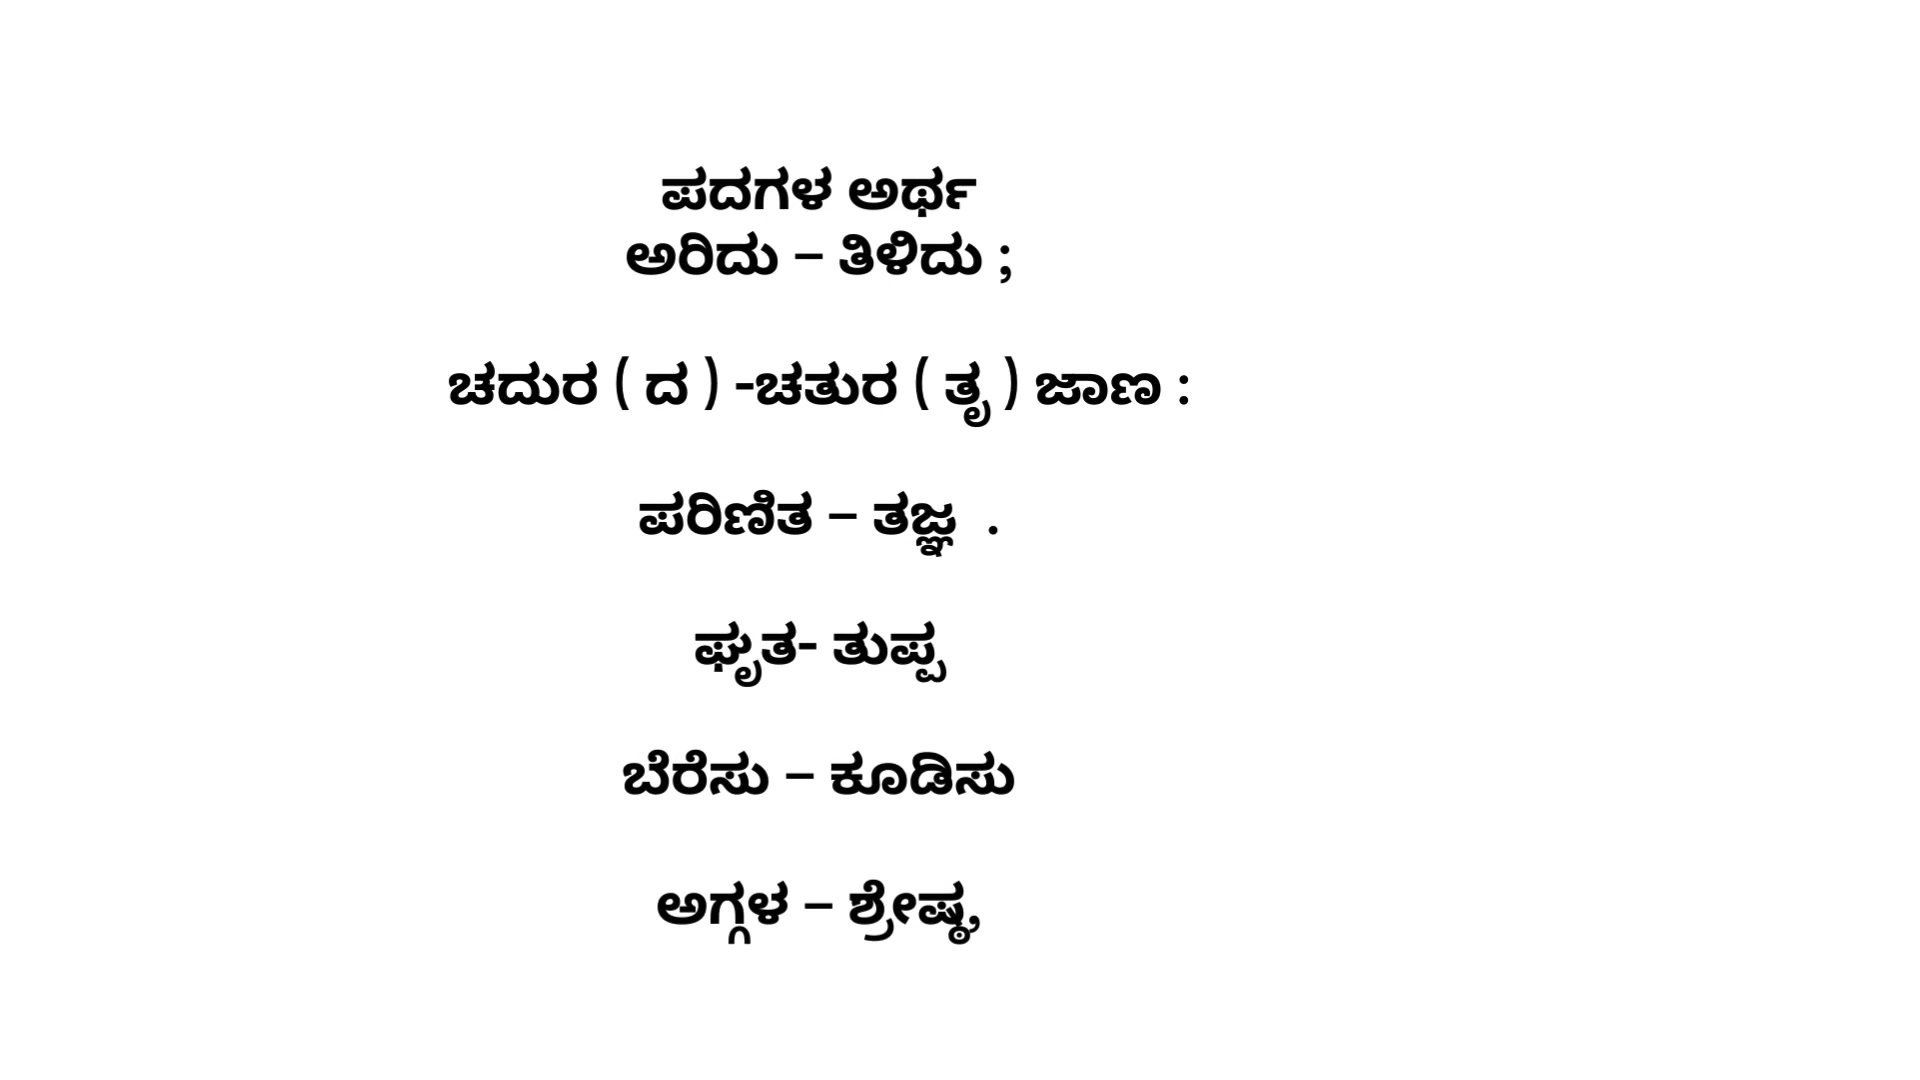 ಪದಗಳ ಅರ್ಥ
ಅರಿದು – ತಿಳಿದು ;
ಚದುರ ( ದ ) -ಚತುರ ( ತೃ ) ಜಾಣ :
ಪರಿಣಿತ – ತಜ್ಞ .
ಘೃತ- ತುಪ್ಪ
ಬೆರೆಸು – ಕೂಡಿಸು
ಅಗ್ಗಳ – ಶ್ರೇಷ್ಠ,